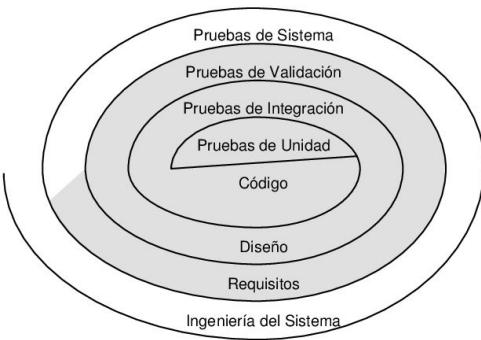 Pruebas de Sistema
Pruebas de Validación
Pruebas de Integración
Pruebas de Unidad
Código
Diseño
Requisitos
Ingeniería del Sistema